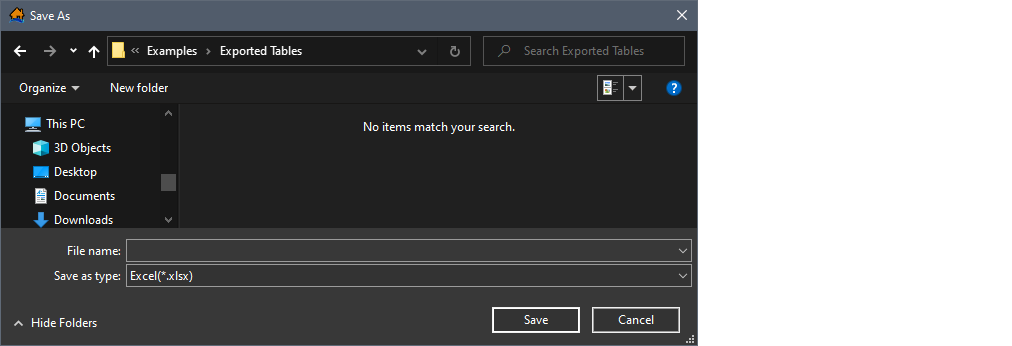 Save As
Examples Exported Tables
Search Exported Tables
Organize New folder
This PC
3D Objects
Desktop
Documents
Downloads
No items match your search.
File name:
Save as type: Excel(*.xlsx)
Hide Folders
Save Cancel